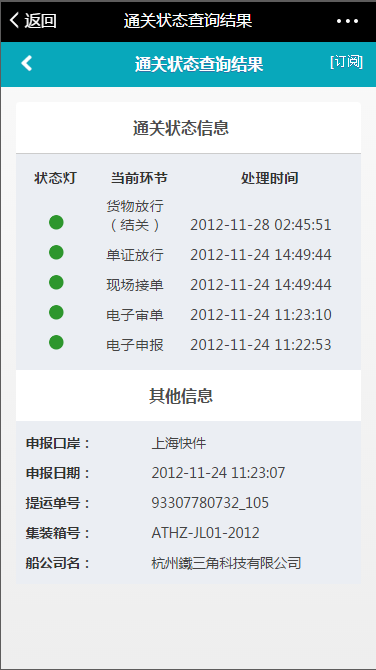 返回 通关状态查询结果
通关状态查询结果 [订阅]
通关状态信息
状态灯 当前环节 处理时间
货物放行
（结关） 2012-11-28 02:45:51
单证放行 2012-11-24 14:49:44
现场接单 2012-11-24 14:49:44
电子审单 2012-11-24 11:23:10
电子申报 2012-11-24 11:22:53
其他信息
申报口岸： 上海快件
申报日期： 2012-11-24 11:23:07
提运单号： 93307780732_105
集装箱号： ATHZ-JL01-2012
船公司名： 杭州鐵三角科技有限公司